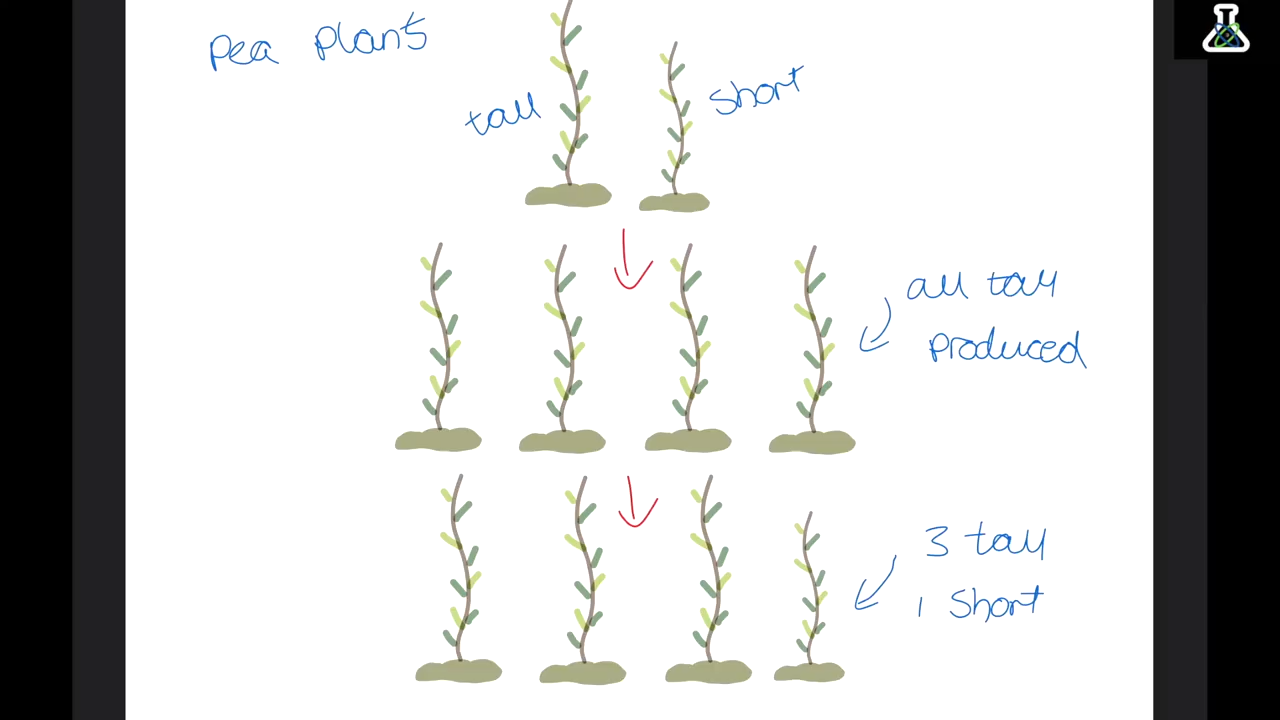 Pea plants
tall
short
all tall
produced
3 tall
1 short